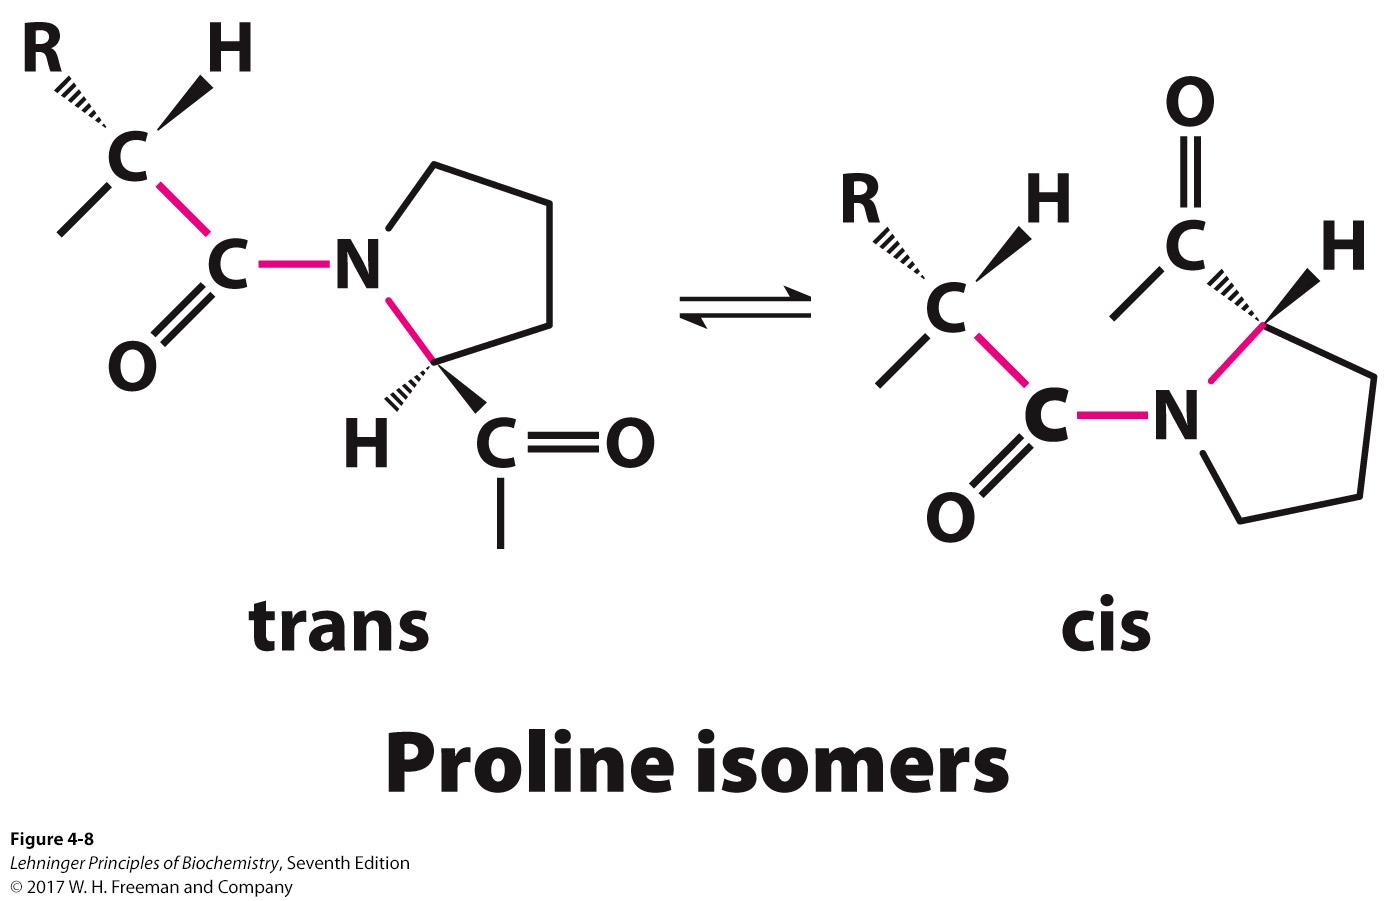 R H
C
C N
O
H C O
R H
O
C
H
C
C N
O
trans
cis
Proline isomers
Figure 4-8
Lehninger Principles of Biochemistry, Seventh Edition
© 2017 W. H. Freeman and Company